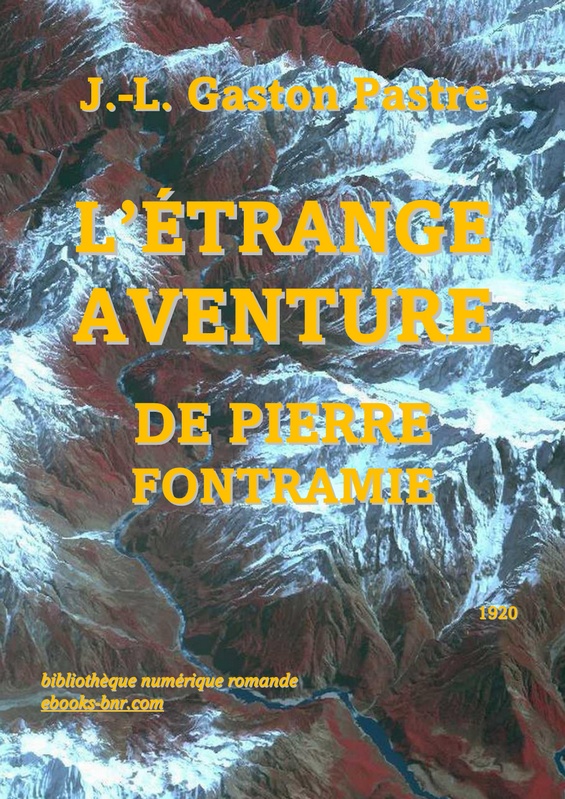 J.-L. Gaston Pastre
L’ÉTRANGE
AVENTURE
DE PIERRE
FONTRAMIE
1920
bibliothèque numérique romande
ebooks-bnr.com